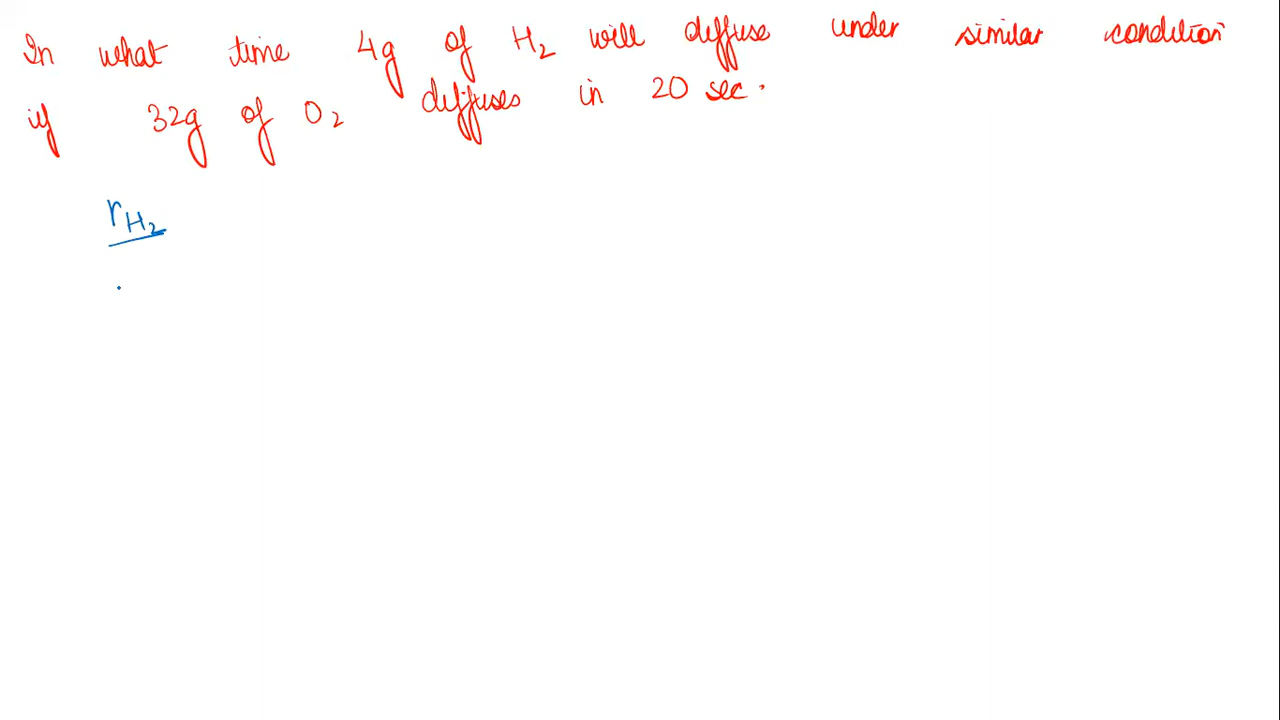 In what time 4g of H₂ will diffuse under similar condition
if 32g of O₂ diffuses in 20 sec.
r H₂